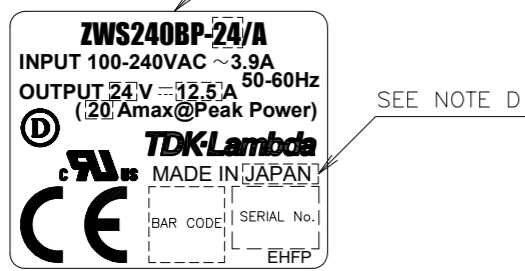 ZWS240BP-24/A
INPUT 100-240VAC ~3.9A
50-60Hz
OUTPUT 24 V ⎓ 12.5 A
( 20 Amax@Peak Power)
D
TDK-Lambda
c RU US
MADE IN JAPAN
CE
BAR CODE
SERIAL No.
EHFP
SEE NOTE D